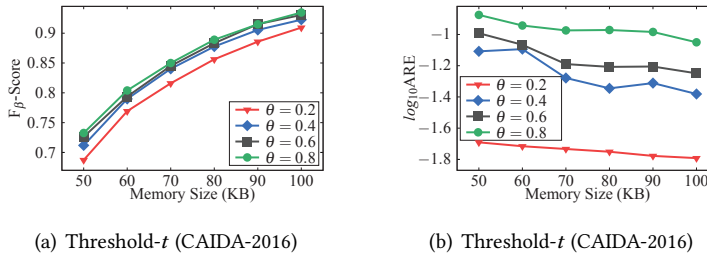 F_β-Score
0.9
0.85
0.8
0.75
0.7
θ = 0.2
θ = 0.4
θ = 0.6
θ = 0.8
50 60 70 80 90 100
Memory Size (KB)
(a) Threshold-t (CAIDA-2016)
log₁₀ARE
−1
−1.2
−1.4
−1.6
−1.8
θ = 0.2
θ = 0.4
θ = 0.6
θ = 0.8
50 60 70 80 90 100
Memory Size (KB)
(b) Threshold-t (CAIDA-2016)